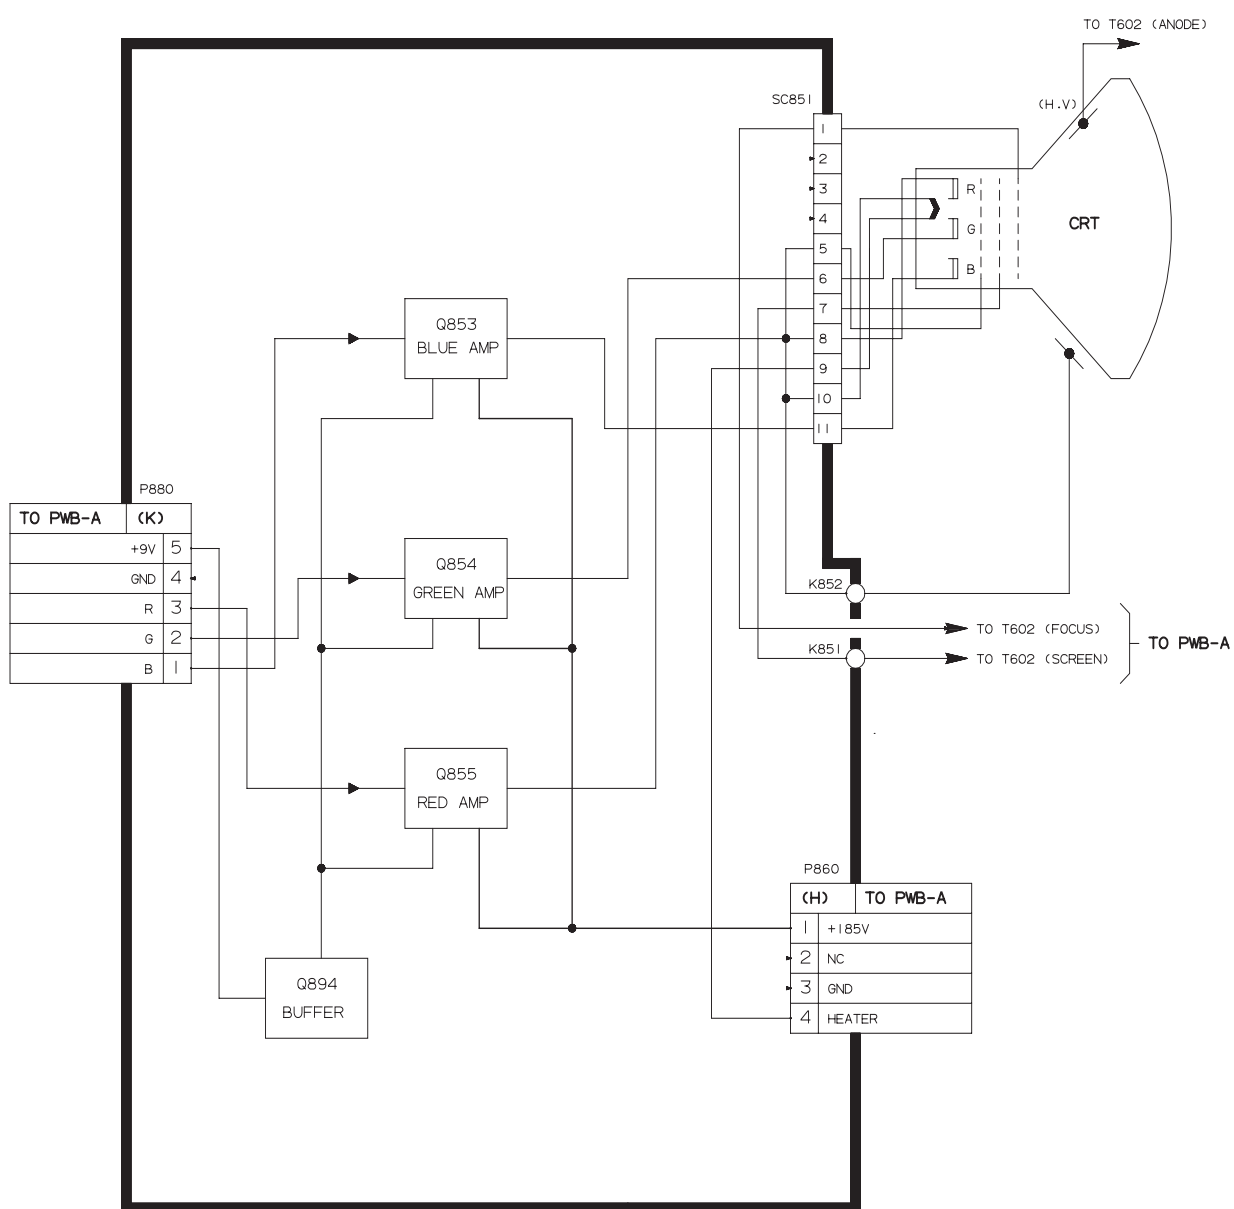 TO T602 (ANODE)
SC851
(H.V)
1
2
3
4
5
6
7
8
9
10
11
R
G
B
CRT
Q853
BLUE AMP
P880
TO PWB-A (K)
+9V 5
GND 4
R 3
G 2
B 1
Q854
GREEN AMP
K852
TO T602 (FOCUS)
K851
TO T602 (SCREEN)
TO PWB-A
Q855
RED AMP
P860
(H) TO PWB-A
1 +185V
2 NC
3 GND
4 HEATER
Q894
BUFFER